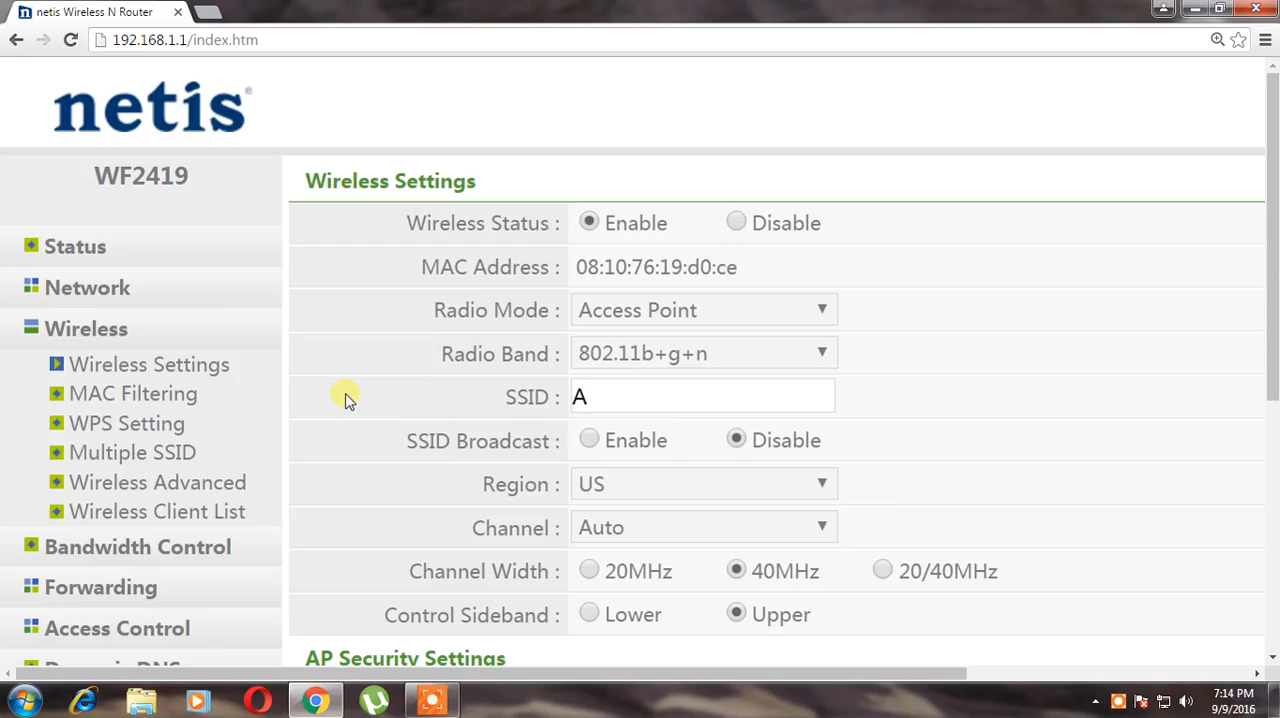 netis Wireless N Router
192.168.1.1/index.htm
netis®
WF2419
Status
Network
Wireless
Wireless Settings
MAC Filtering
WPS Setting
Multiple SSID
Wireless Advanced
Wireless Client List
Bandwidth Control
Forwarding
Access Control
Dynamic DNS
Wireless Settings
Wireless Status : Enable Disable
MAC Address : 08:10:76:19:d0:ce
Radio Mode : Access Point
Radio Band : 802.11b+g+n
SSID : A
SSID Broadcast : Enable Disable
Region : US
Channel : Auto
Channel Width : 20MHz 40MHz 20/40MHz
Control Sideband : Lower Upper
AP Security Settings
7:14 PM
9/9/2016